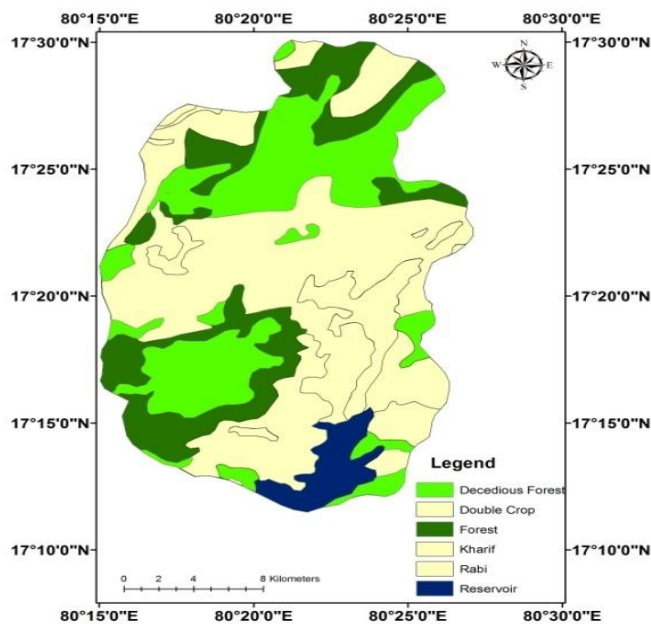 80°15'0"E 80°20'0"E 80°25'0"E 80°30'0"E
17°30'0"N 17°30'0"N
N
W E
S
17°25'0"N 17°25'0"N
17°20'0"N 17°20'0"N
17°15'0"N 17°15'0"N
Legend
Decedious Forest
Double Crop
Forest
Kharif
Rabi
Reservoir
17°10'0"N 17°10'0"N
0 2 4 8 Kilometers
80°15'0"E 80°20'0"E 80°25'0"E 80°30'0"E